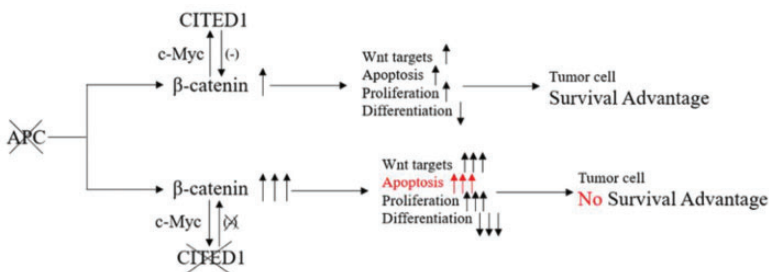 CITED1
c-Myc (-)
β-catenin
Wnt targets
Apoptosis
Proliferation
Differentiation
Tumor cell
Survival Advantage
APC
β-catenin
c-Myc (-)
CITED1
Wnt targets
Apoptosis
Proliferation
Differentiation
Tumor cell
No Survival Advantage